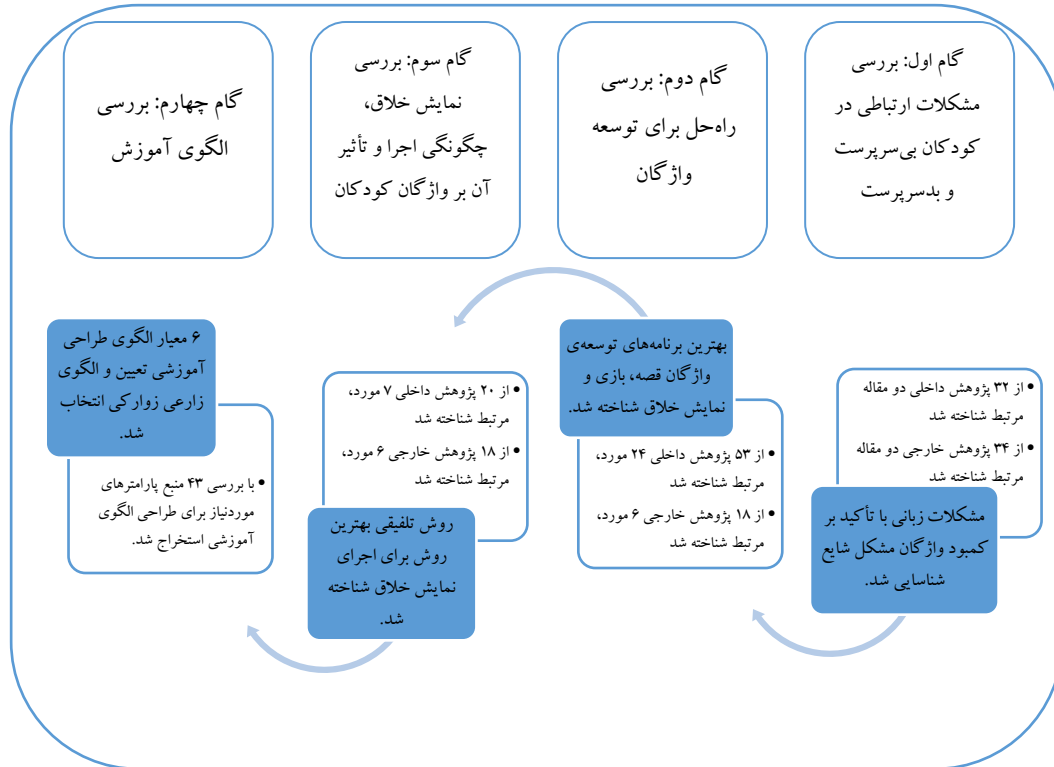 گام اول: بررسی
مشکلات ارتباطی در
کودکان بی‌سرپرست
و بدسرپرست
گام دوم: بررسی
راه‌حل برای توسعه
واژگان
گام سوم: بررسی
نمایش خلاق،
چگونگی اجرا و تأثیر
آن بر واژگان کودکان
گام چهارم: بررسی
الگوی آموزش
• از ۳۲ پژوهش داخلی دو مقاله
مرتبط شناخته شد
• از ۳۴ پژوهش خارجی دو مقاله
مرتبط شناخته شد
مشکلات زبانی با تأکید بر
کمبود واژگان مشکل شایع
شناسایی شد.
بهترین برنامه‌های توسعه‌ی
واژگان قصه، بازی و
نمایش خلاق شناخته شد.
• از ۵۳ پژوهش داخلی ۲۴ مورد،
مرتبط شناخته شد
• از ۱۸ پژوهش خارجی ۶ مورد،
مرتبط شناخته شد
• از ۲۰ پژوهش داخلی ۷ مورد،
مرتبط شناخته شد
• از ۱۸ پژوهش خارجی ۶ مورد،
مرتبط شناخته شد
روش تلفیقی بهترین
روش برای اجرای
نمایش خلاق شناخته
شد.
۶ معیار الگوی طراحی
آموزشی تعیین و الگوی
زارعی زوارکی انتخاب
شد.
• با بررسی ۴۳ منبع پارامترهای
موردنیاز برای طراحی الگوی
آموزشی استخراج شد.